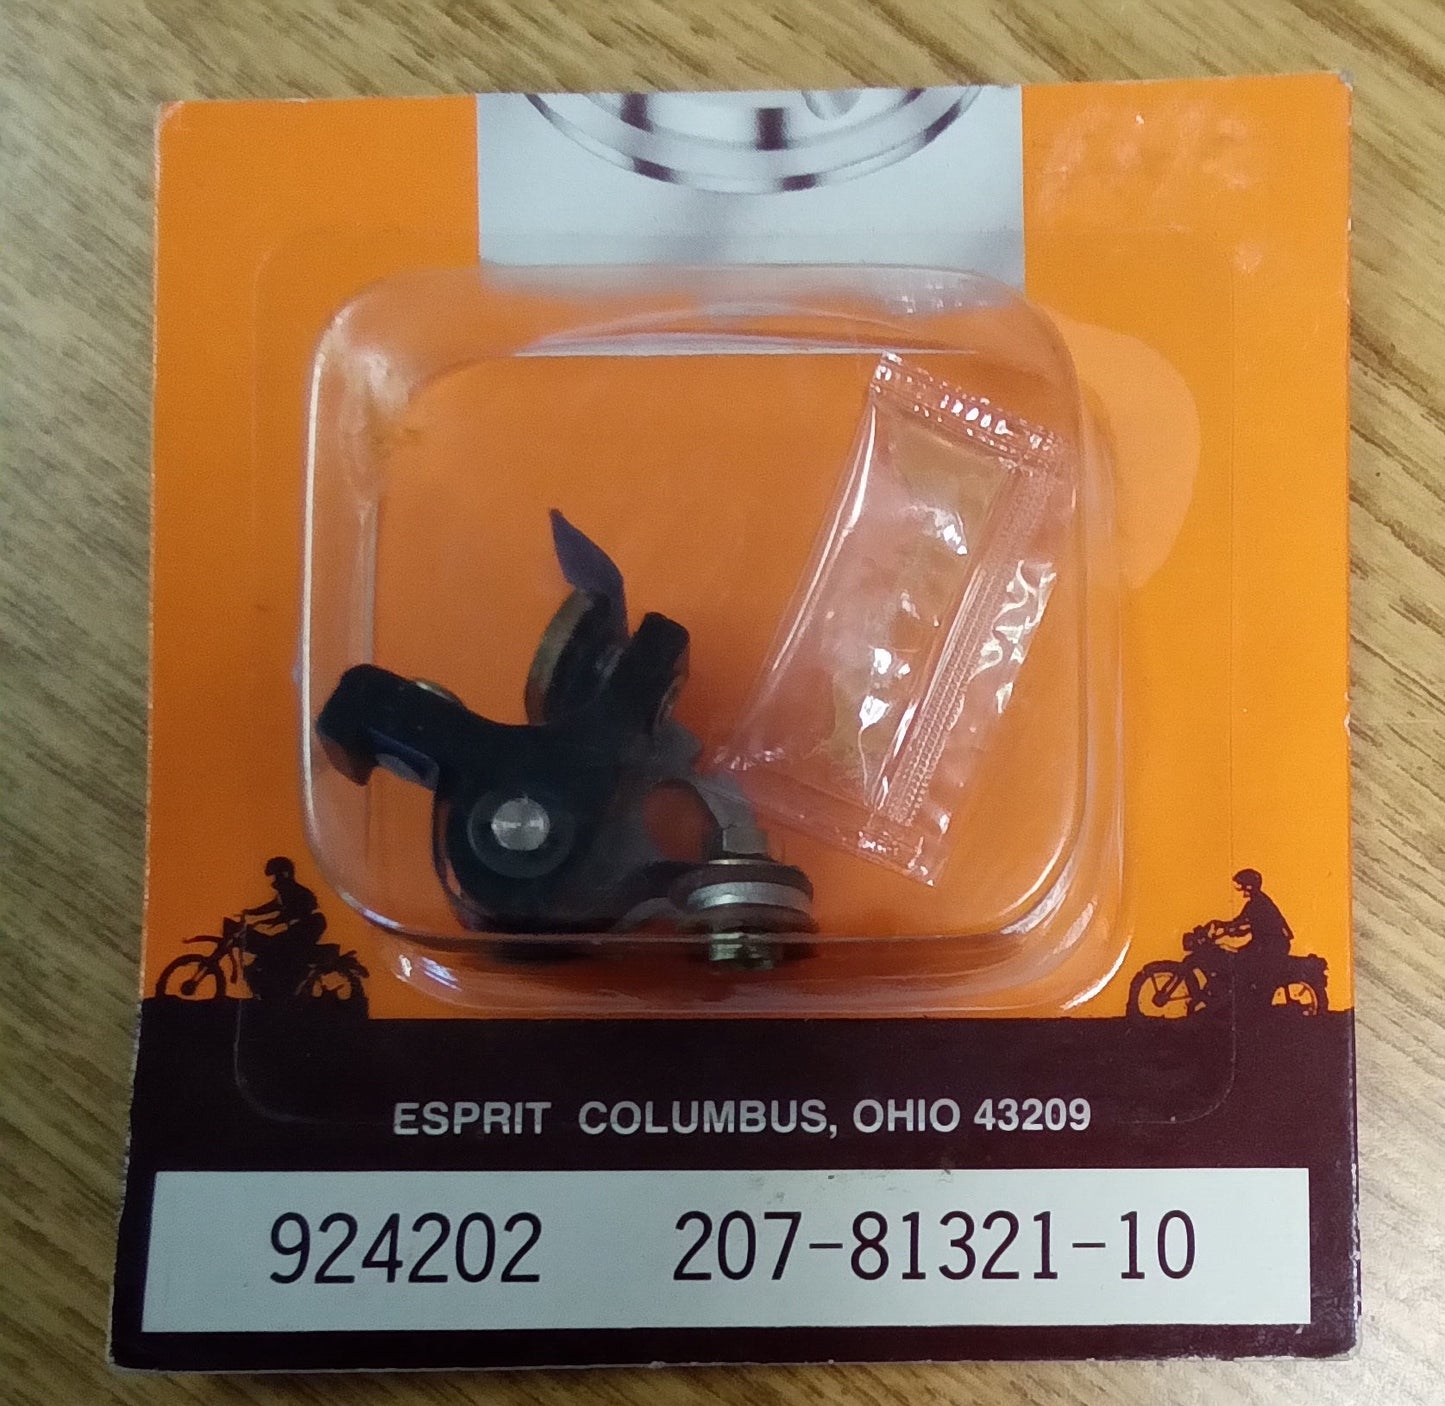 ESPRIT COLUMBUS, OHIO 43209
924202 207-81321-10